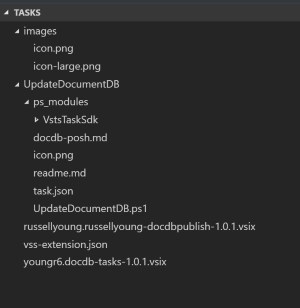 TASKS
images
icon.png
icon-large.png
UpdateDocumentDB
ps_modules
VstsTaskSdk
docdb-posh.md
icon.png
readme.md
task.json
UpdateDocumentDB.ps1
russellyoung.russellyoung-docdbpublish-1.0.1.vsix
vss-extension.json
youngr6.docdb-tasks-1.0.1.vsix